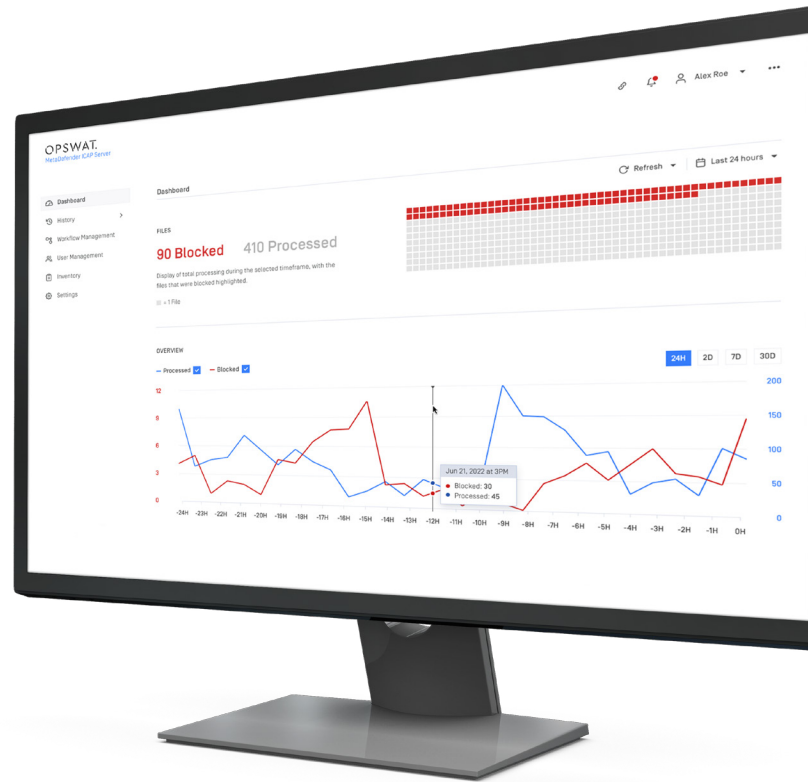 Alex Roe
OPSWAT.
MetaDefender ICAP Server
Dashboard
History
Workflow Management
User Management
Inventory
Settings
Dashboard
Refresh
Last 24 hours
FILES
90 Blocked 410 Processed
Display of total processing during the selected timeframe, with the
files that were blocked highlighted.
= 1 File
OVERVIEW
Processed Blocked
24H 2D 7D 30D
12
8
6
3
0
200
150
100
50
0
Jun 21, 2022 at 3PM
Blocked: 30
Processed: 45
-24H -23H -22H -21H -20H -19H -18H -17H -16H -15H -14H -13H -12H -11H -10H -9H -8H -7H -6H -5H -4H -3H -2H -1H 0H